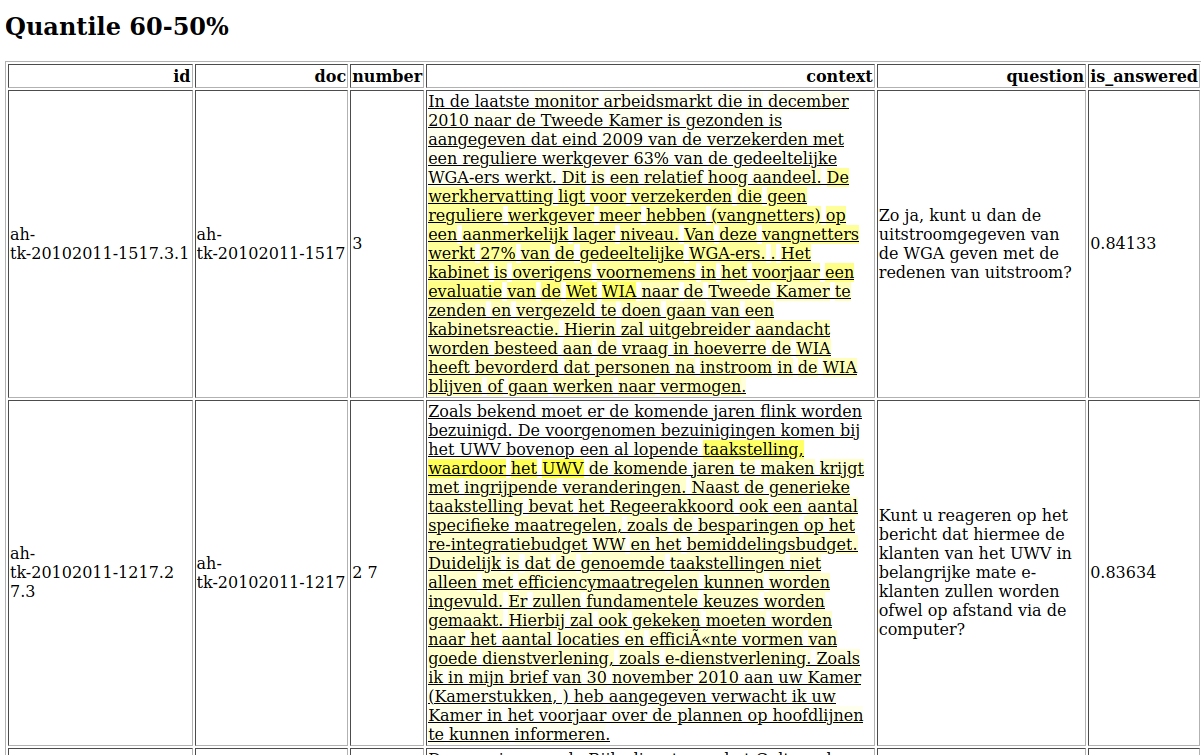 Quantile 60-50%
id doc number context question is_answered
ah-
tk-20102011-1517.3.1
ah-
tk-20102011-1517
3
In de laatste monitor arbeidsmarkt die in december
2010 naar de Tweede Kamer is gezonden is
aangegeven dat eind 2009 van de verzekerden met
een reguliere werkgever 63% van de gedeeltelijke
WGA-ers werkt. Dit is een relatief hoog aandeel. De
werkhervatting ligt voor verzekerden die geen
reguliere werkgever meer hebben (vangnetters) op
een aanmerkelijk lager niveau. Van deze vangnetters
werkt 27% van de gedeeltelijke WGA-ers. . Het
kabinet is overigens voornemens in het voorjaar een
evaluatie van de Wet WIA naar de Tweede Kamer te
zenden en vergezeld te doen gaan van een
kabinetsreactie. Hierin zal uitgebreider aandacht
worden besteed aan de vraag in hoeverre de WIA
heeft bevorderd dat personen na instroom in de WIA
blijven of gaan werken naar vermogen.
Zo ja, kunt u dan de
uitstroomgegeven van
de WGA geven met de
redenen van uitstroom?
0.84133
ah-
tk-20102011-1217.2
7.3
ah-
tk-20102011-1217
2 7
Zoals bekend moet er de komende jaren flink worden
bezuinigd. De voorgenomen bezuinigingen komen bij
het UWV bovenop een al lopende taakstelling,
waardoor het UWV de komende jaren te maken krijgt
met ingrijpende veranderingen. Naast de generieke
taakstelling bevat het Regeerakkoord ook een aantal
specifieke maatregelen, zoals de besparingen op het
re-integratiebudget WW en het bemiddelingsbudget.
Duidelijk is dat de genoemde taakstellingen niet
alleen met efficiencymaatregelen kunnen worden
ingevuld. Er zullen fundamentele keuzes worden
gemaakt. Hierbij zal ook gekeken moeten worden
naar het aantal locaties en efficiÃ«nte vormen van
goede dienstverlening, zoals e-dienstverlening. Zoals
ik in mijn brief van 30 november 2010 aan uw Kamer
(Kamerstukken, ) heb aangegeven verwacht ik uw
Kamer in het voorjaar over de plannen op hoofdlijnen
te kunnen informeren.
Kunt u reageren op het
bericht dat hiermee de
klanten van het UWV in
belangrijke mate e-
klanten zullen worden
ofwel op afstand via de
computer?
0.83634